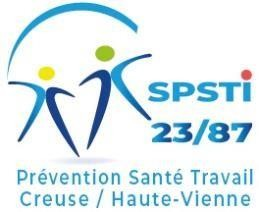 SPSTi
23/87
Prévention Santé Travail
Creuse / Haute-Vienne